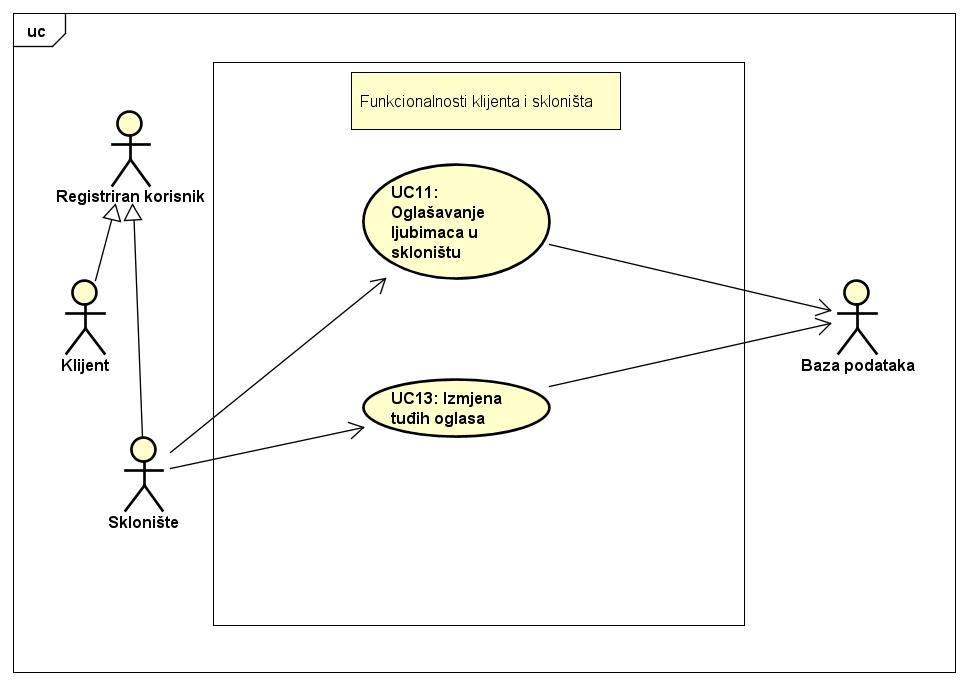 uc
Funkcionalnosti klijenta i skloništa
Registriran korisnik
UC11:
Oglašavanje
ljubimaca u
skloništu
Klijent
Baza podataka
UC13: Izmjena
tuđih oglasa
Sklonište